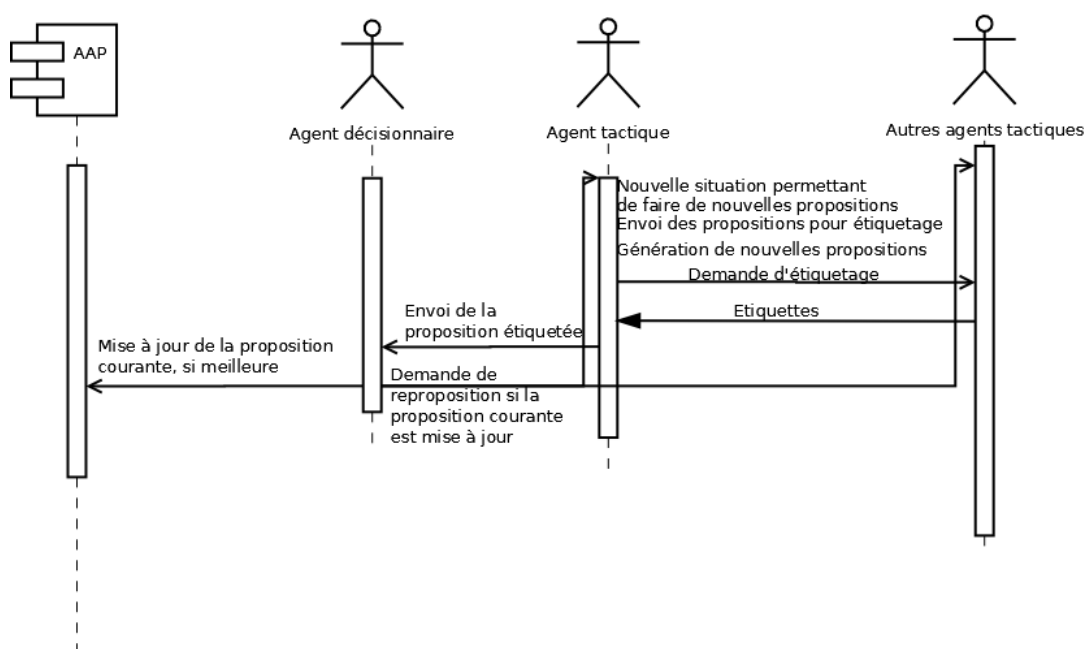 AAP
Agent décisionnaire
Agent tactique
Autres agents tactiques
Nouvelle situation permettant
de faire de nouvelles propositions
Envoi des propositions pour étiquetage
Génération de nouvelles propositions
Demande d'étiquetage
Etiquettes
Envoi de la
proposition étiquetée
Mise à jour de la proposition
courante, si meilleure
Demande de
reproposition si la
proposition courante
est mise à jour